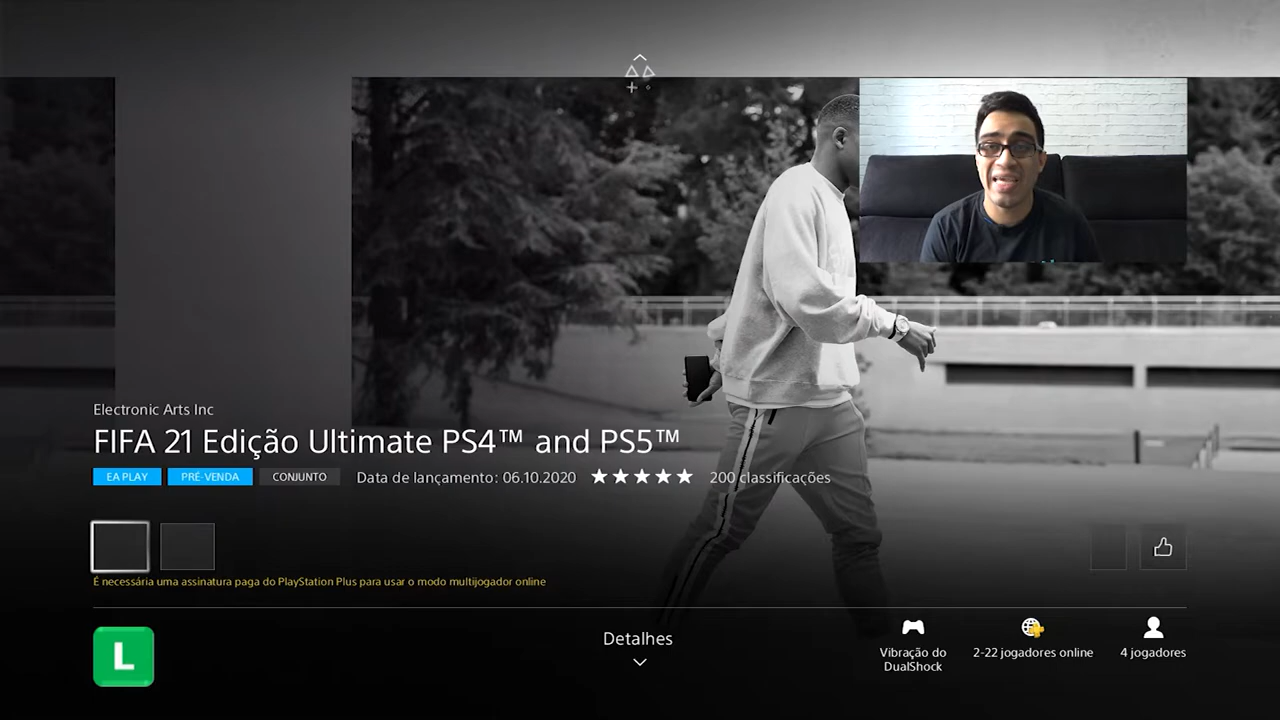 Electronic Arts Inc
FIFA 21 Edição Ultimate PS4™ and PS5™
EA PLAY PRÉ-VENDA CONJUNTO Data de lançamento: 06.10.2020 200 classificações
É necessária uma assinatura paga do PlayStation Plus para usar o modo multijogador online
L
Detalhes
Vibração do
DualShock
2-22 jogadores online
4 jogadores